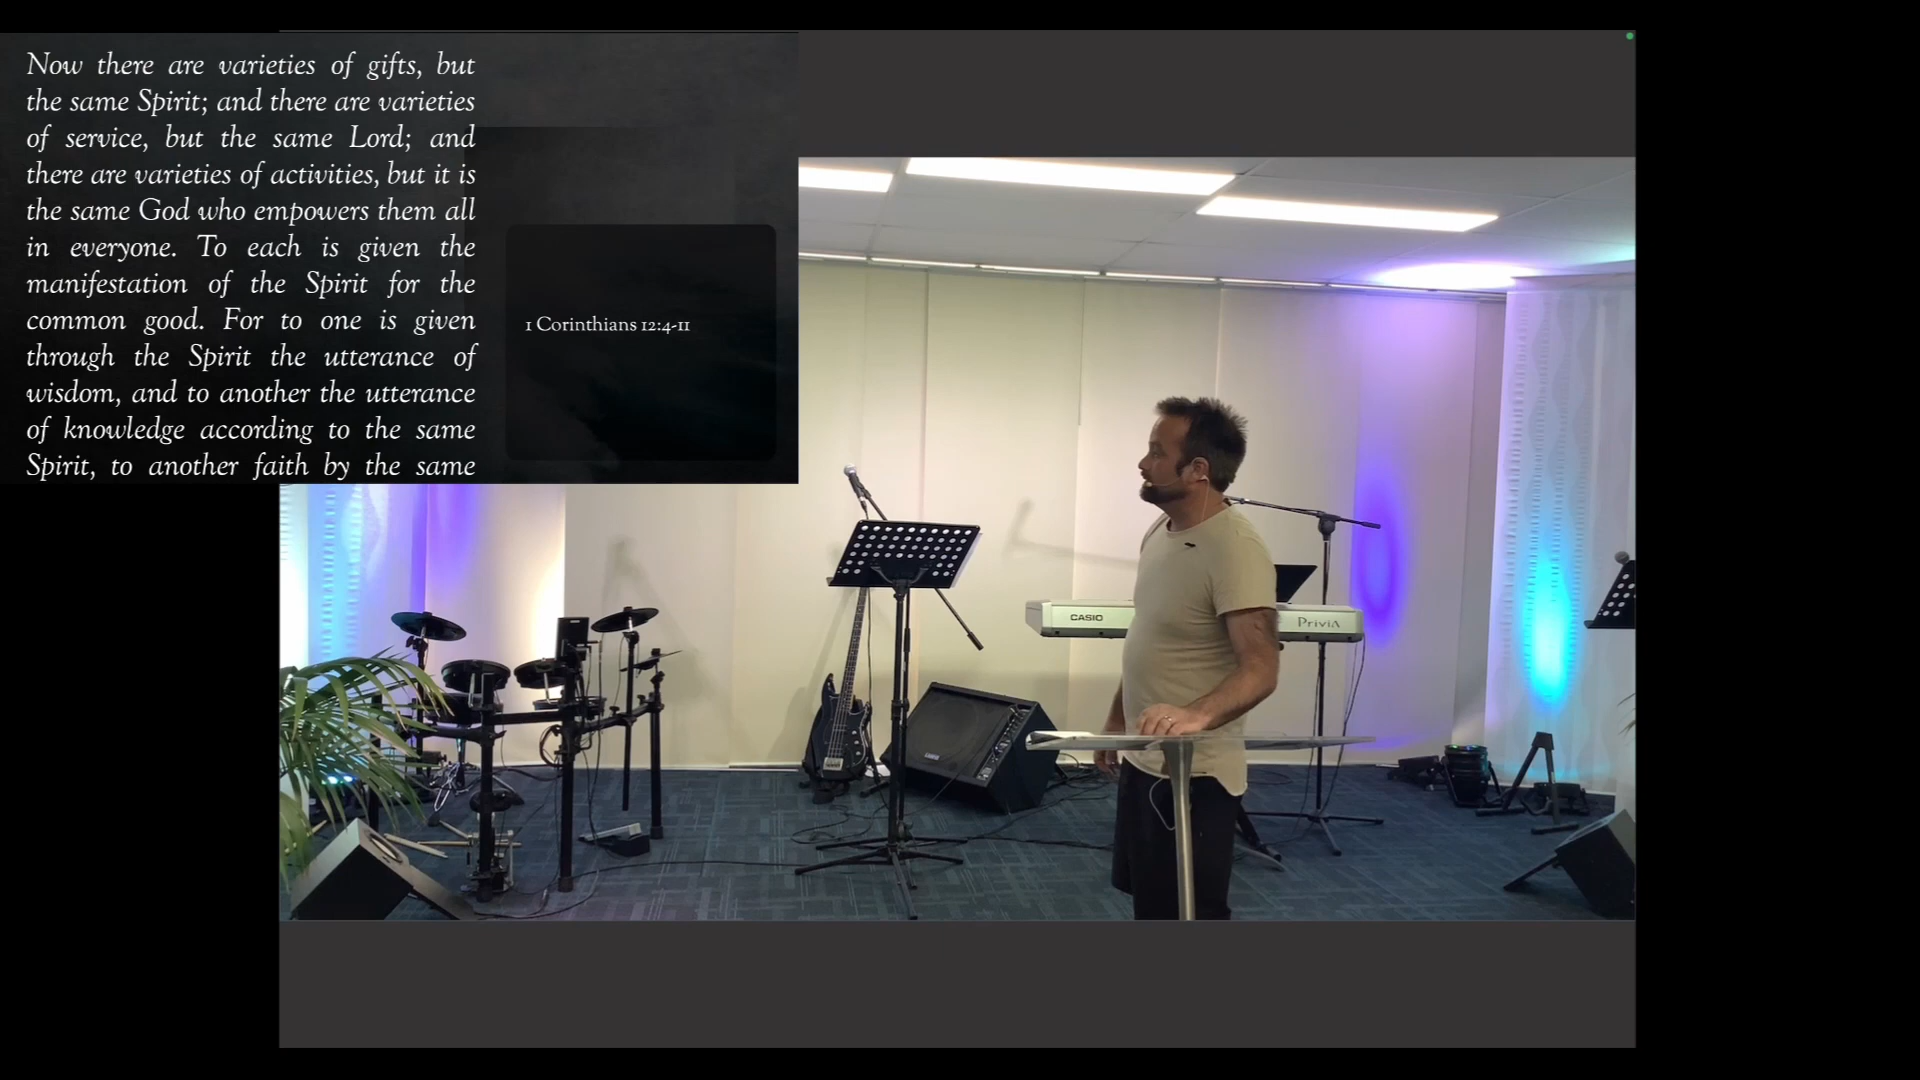 Now there are varieties of gifts, but
the same Spirit; and there are varieties
of service, but the same Lord; and
there are varieties of activities, but it is
the same God who empowers them all
in everyone. To each is given the
manifestation of the Spirit for the
common good. For to one is given
through the Spirit the utterance of
wisdom, and to another the utterance
of knowledge according to the same
Spirit, to another faith by the same
1 Corinthians 12:4-11
CASIO
Privia